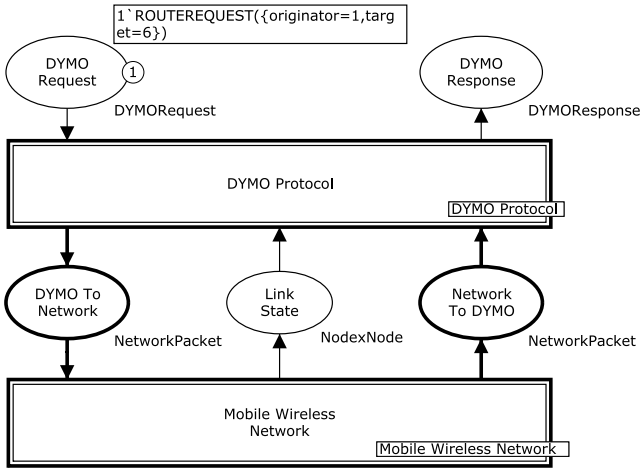 1`ROUTEREQUEST({originator=1,targ
et=6})
DYMO
Request
1
DYMORequest
DYMO
Response
DYMOResponse
DYMO Protocol
DYMO Protocol
DYMO To
Network
NetworkPacket
Link
State
NodexNode
Network
To DYMO
NetworkPacket
Mobile Wireless
Network
Mobile Wireless Network